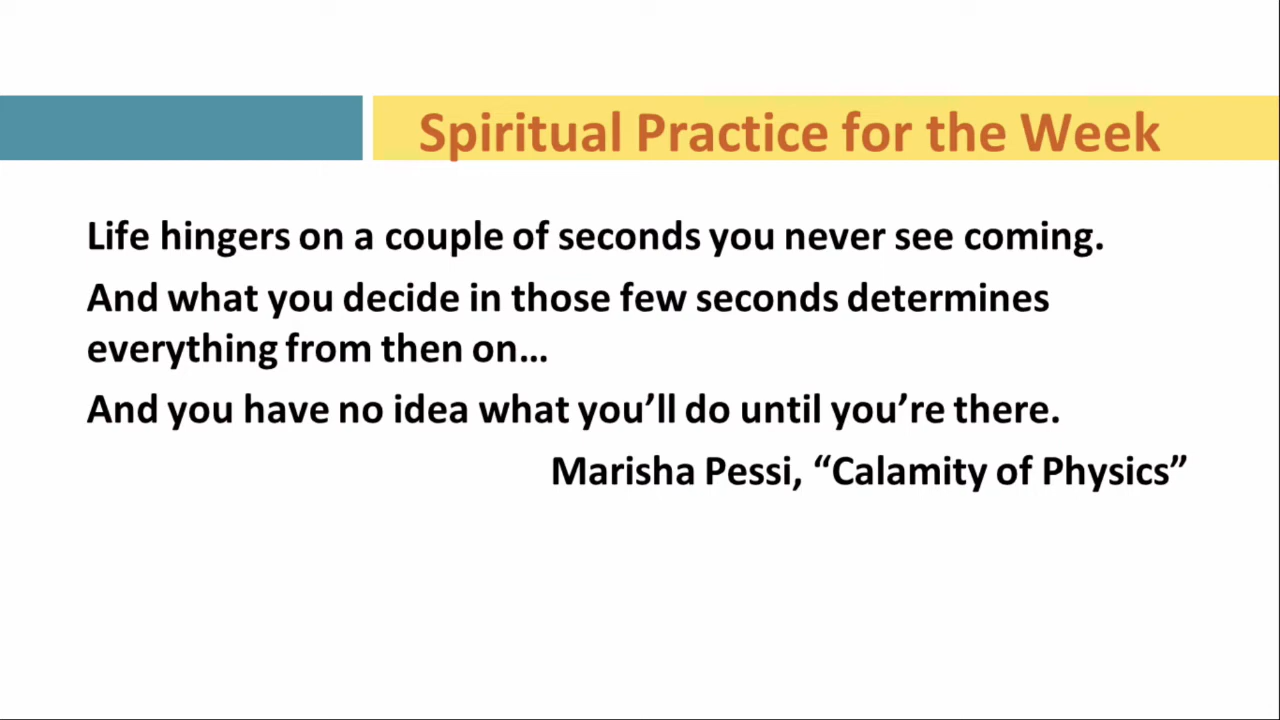 Spiritual Practice for the Week
Life hingers on a couple of seconds you never see coming.
And what you decide in those few seconds determines
everything from then on…
And you have no idea what you’ll do until you’re there.
Marisha Pessi, “Calamity of Physics”